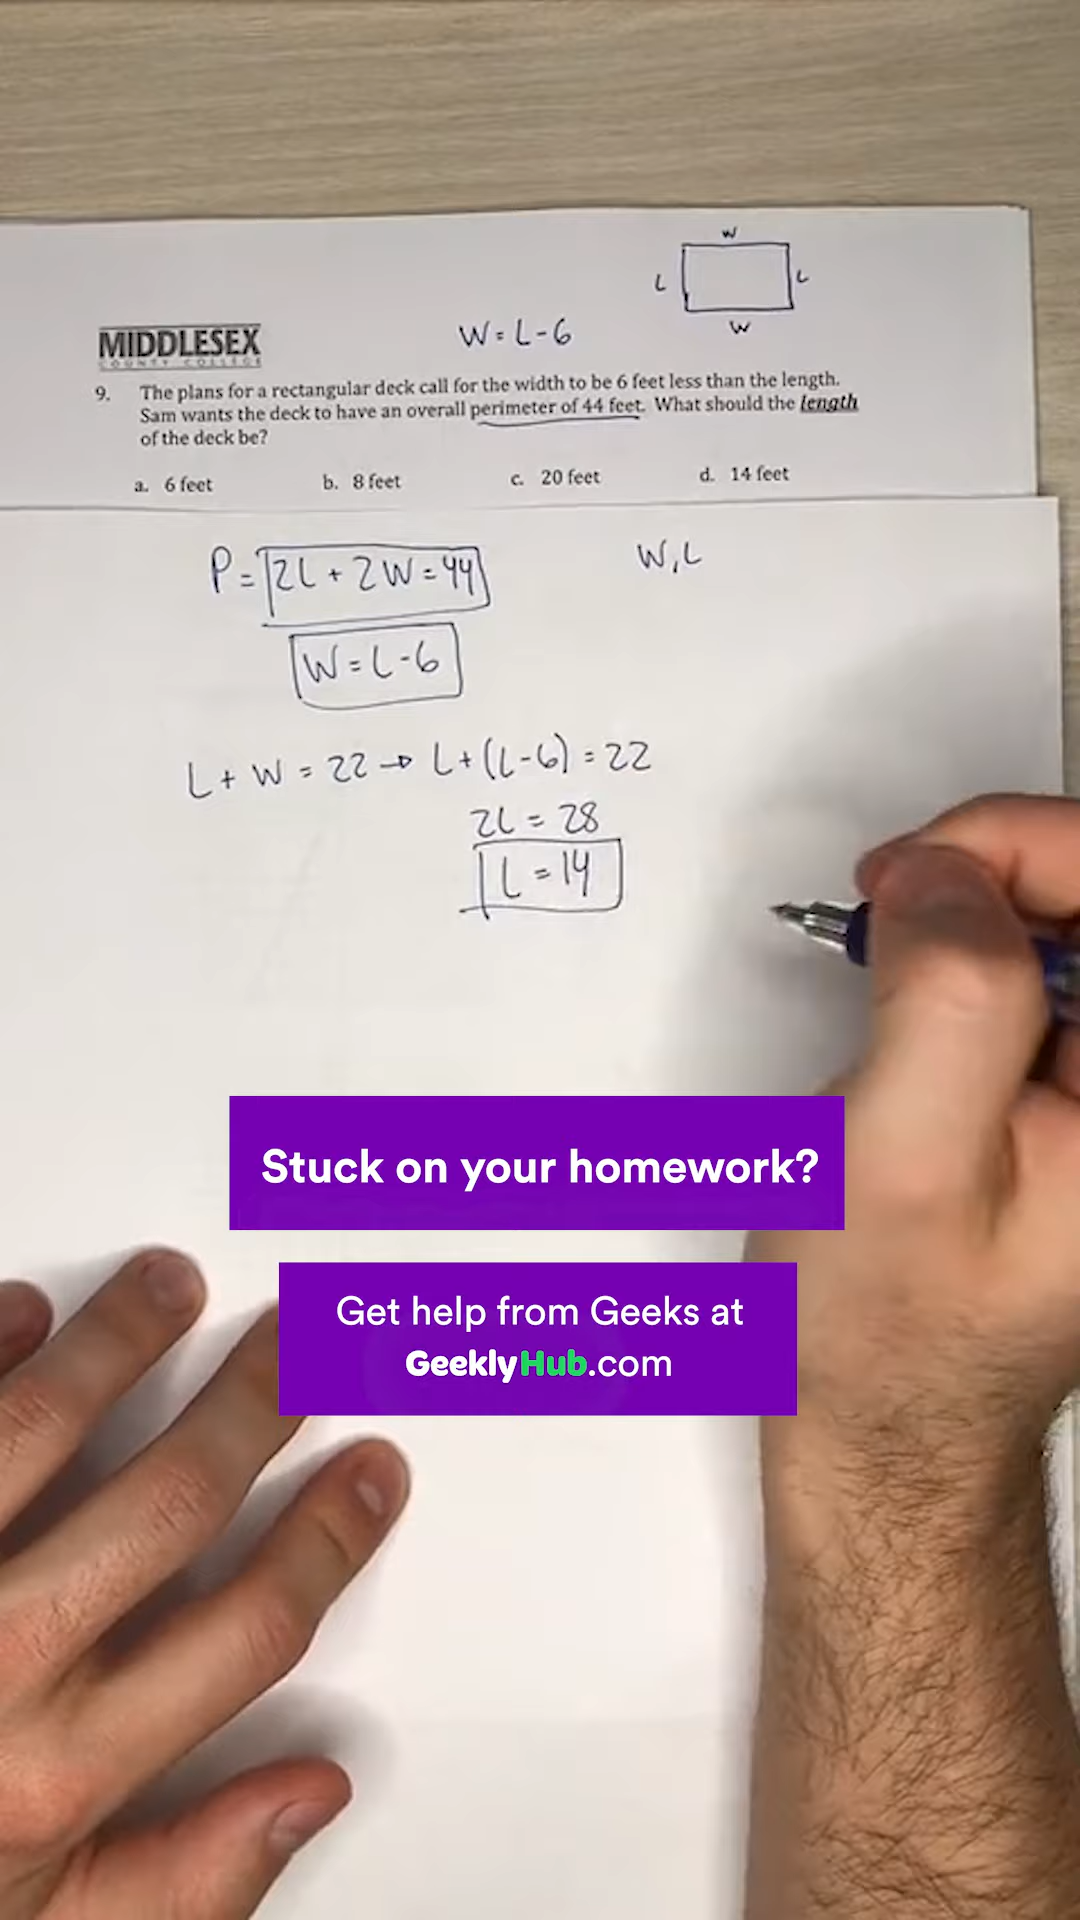 W
L
L
W
W = L - 6
MIDDLESEX
COUNTY COLLEGE
9. The plans for a rectangular deck call for the width to be 6 feet less than the length.
Sam wants the deck to have an overall perimeter of 44 feet. What should the length
of the deck be?
a. 6 feet b. 8 feet c. 20 feet d. 14 feet
P = 2L + 2W = 44
W, L
W = L - 6
L + W = 22 → L + (L - 6) = 22
2L = 28
L = 14
Stuck on your homework?
Get help from Geeks at
GeeklyHub.com